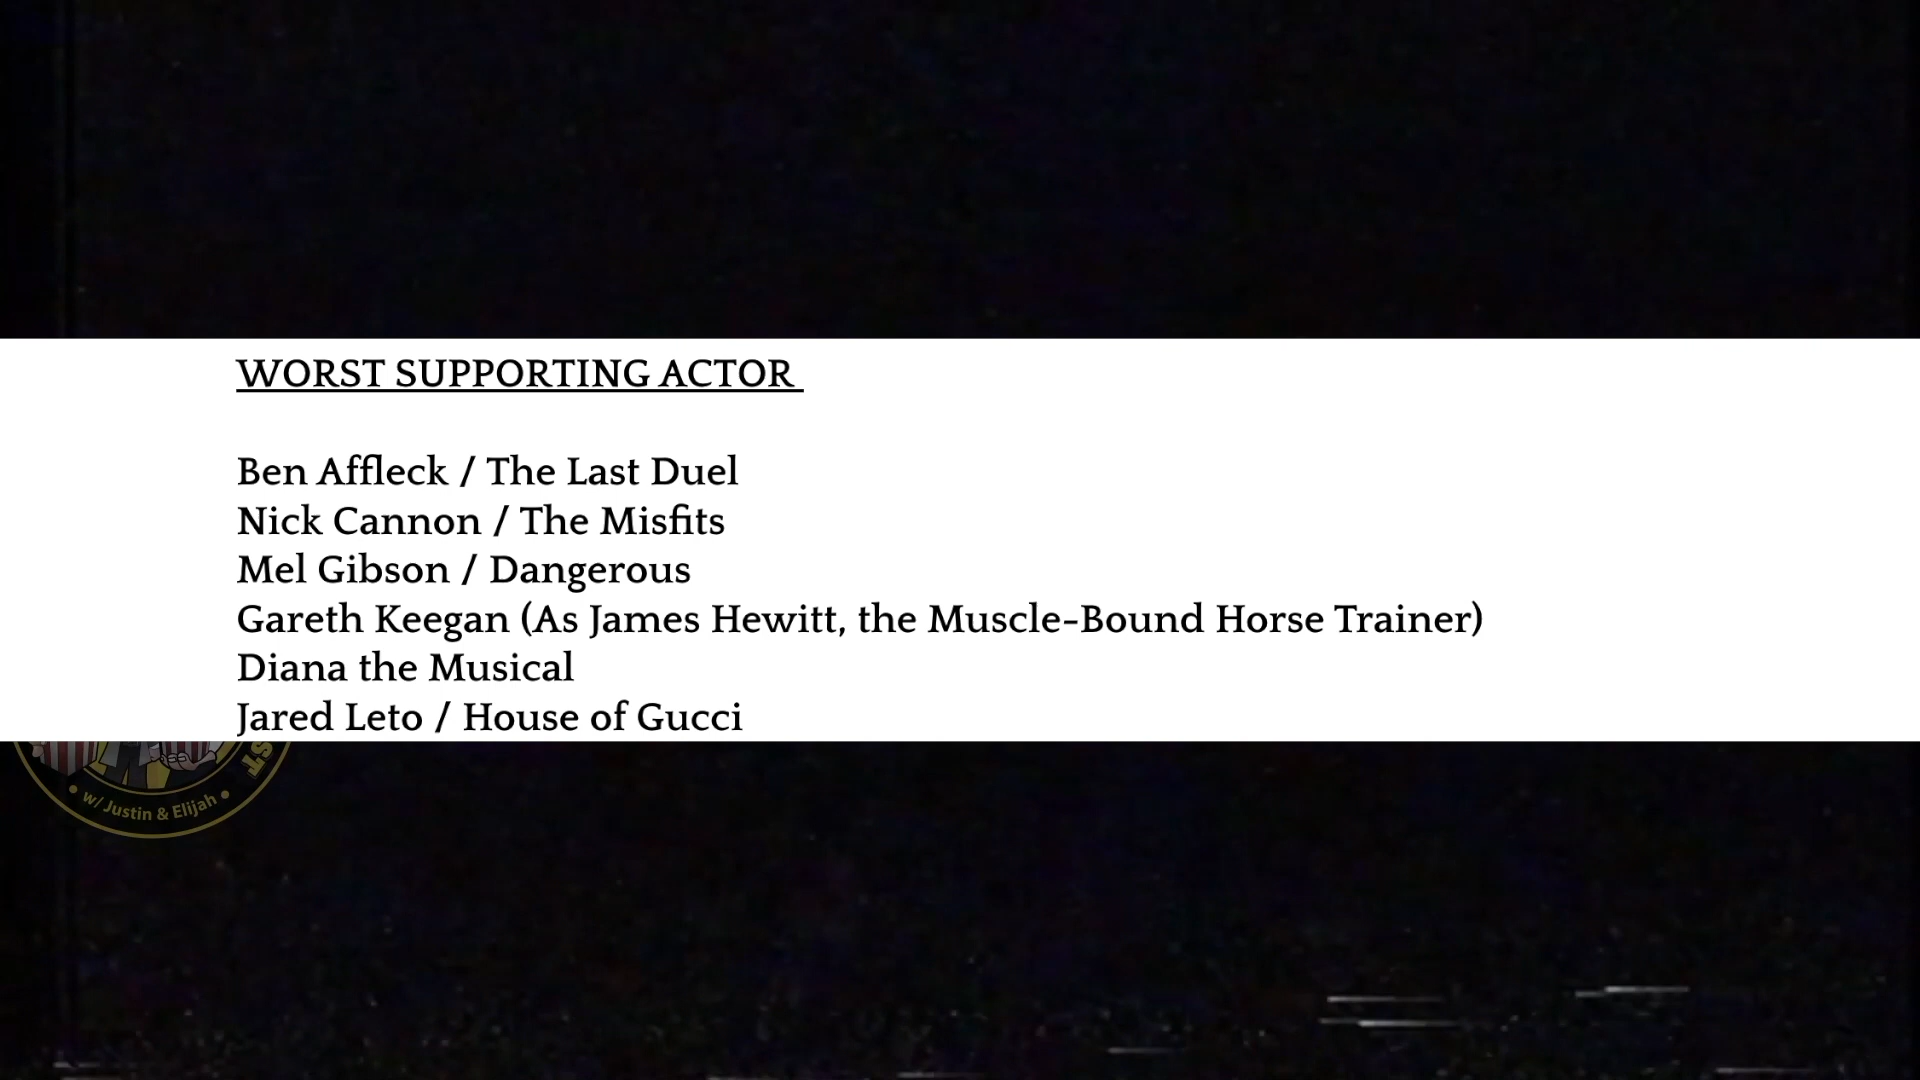 WORST SUPPORTING ACTOR
Ben Affleck / The Last Duel
Nick Cannon / The Misfits
Mel Gibson / Dangerous
Gareth Keegan (As James Hewitt, the Muscle-Bound Horse Trainer)
Diana the Musical
Jared Leto / House of Gucci
ST
• w/ Justin & Elijah •